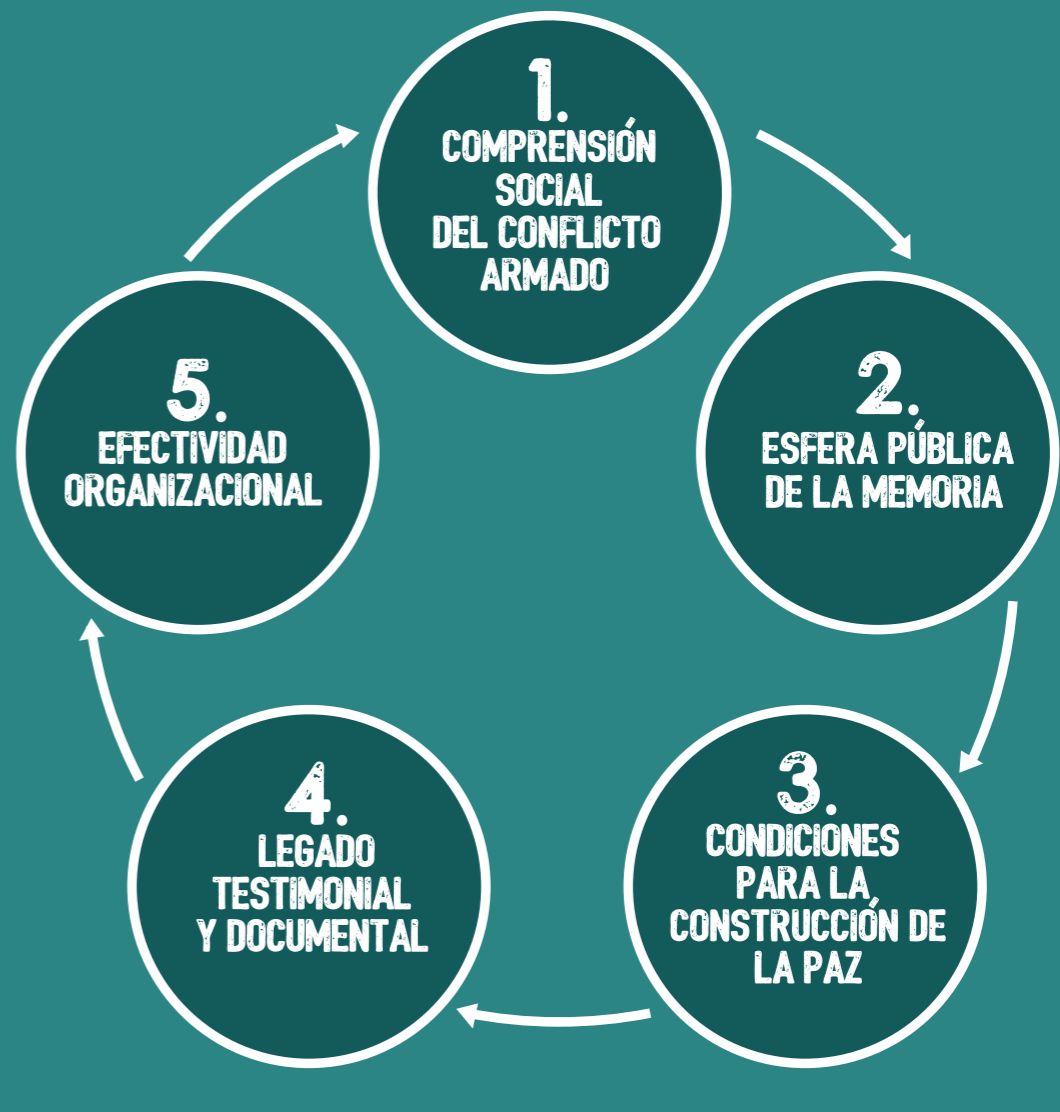 1.
COMPRENSIÓN
SOCIAL
DEL CONFLICTO
ARMADO
2.
ESFERA PÚBLICA
DE LA MEMORIA
3.
CONDICIONES
PARA LA
CONSTRUCCIÓN DE
LA PAZ
4.
LEGADO
TESTIMONIAL
Y DOCUMENTAL
5.
EFECTIVIDAD
ORGANIZACIONAL